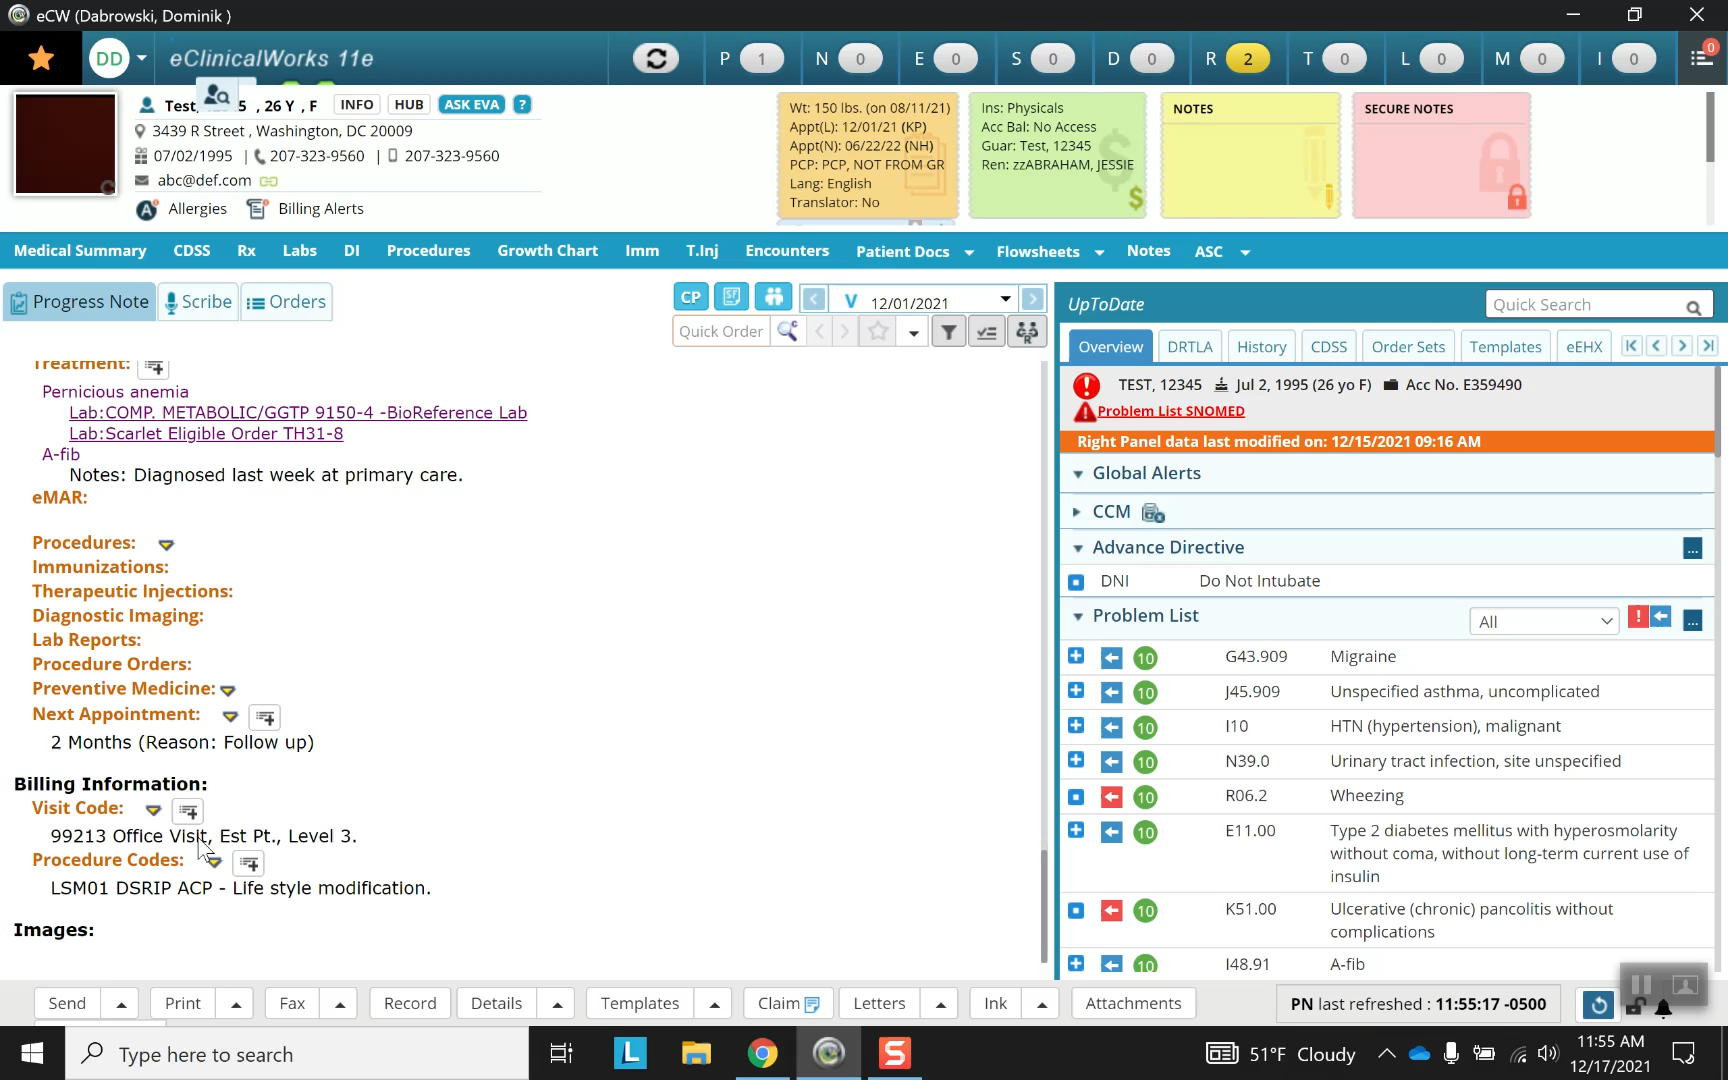 eCW (Dabrowski, Dominik )
DD eClinicalWorks 11e P 1 N 0 E 0 S 0 D 0 R 2 T 0 L 0 M 0 I 0 0
Test, 5 , 26 Y , F INFO HUB ASK EVA ?
3439 R Street , Washington, DC 20009
07/02/1995 | 207-323-9560 | 207-323-9560
abc@def.com
Allergies Billing Alerts
Wt: 150 lbs. (on 08/11/21)
Appt(L): 12/01/21 (KP)
Appt(N): 06/22/22 (NH)
PCP: PCP, NOT FROM GR
Lang: English
Translator: No
Ins: Physicals
Acc Bal: No Access
Guar: Test, 12345
Ren: zzABRAHAM, JESSIE
NOTES
SECURE NOTES
Medical Summary CDSS Rx Labs DI Procedures Growth Chart Imm T.Inj Encounters Patient Docs Flowsheets Notes ASC
Progress Note Scribe Orders CP V 12/01/2021
Quick Order
Treatment:
Pernicious anemia
Lab:COMP. METABOLIC/GGTP 9150-4 -BioReference Lab
Lab:Scarlet Eligible Order TH31-8
A-fib
Notes: Diagnosed last week at primary care.
eMAR:
Procedures:
Immunizations:
Therapeutic Injections:
Diagnostic Imaging:
Lab Reports:
Procedure Orders:
Preventive Medicine:
Next Appointment:
2 Months (Reason: Follow up)
Billing Information:
Visit Code:
99213 Office Visit, Est Pt., Level 3.
Procedure Codes:
LSM01 DSRIP ACP - Life style modification.
Images:
UpToDate Quick Search
Overview DRTLA History CDSS Order Sets Templates eEHX
TEST, 12345 Jul 2, 1995 (26 yo F) Acc No. E359490
Problem List SNOMED
Right Panel data last modified on: 12/15/2021 09:16 AM
Global Alerts
CCM
Advance Directive ...
DNI Do Not Intubate
Problem List All ! ...
10 G43.909 Migraine
10 J45.909 Unspecified asthma, uncomplicated
10 I10 HTN (hypertension), malignant
10 N39.0 Urinary tract infection, site unspecified
10 R06.2 Wheezing
10 E11.00 Type 2 diabetes mellitus with hyperosmolarity
without coma, without long-term current use of
insulin
10 K51.00 Ulcerative (chronic) pancolitis without
complications
10 I48.91 A-fib
Send Print Fax Record Details Templates Claim Letters Ink Attachments PN last refreshed : 11:55:17 -0500
Type here to search L S 51°F Cloudy 11:55 AM
12/17/2021